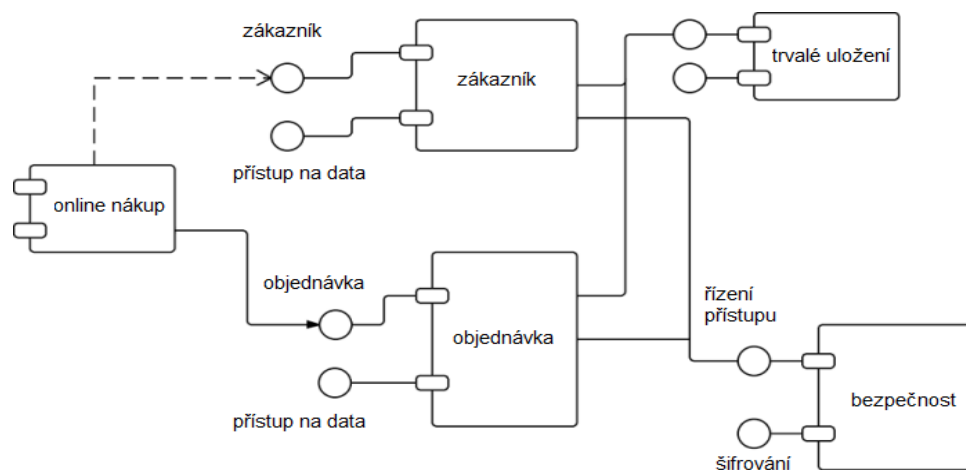 zákazník
zákazník
trvalé uložení
přístup na data
online nákup
objednávka
objednávka
řízení
přístupu
přístup na data
bezpečnost
šifrování